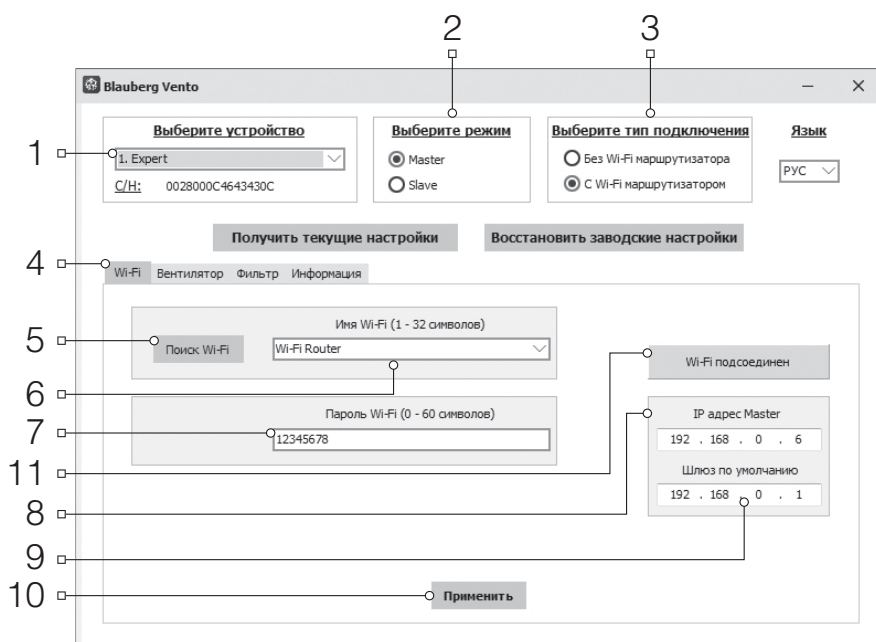 2
3
Blauberg Vento
Выберите устройство
Выберите режим
Выберите тип подключения
Язык
1
1. Expert
Master
Без Wi-Fi маршрутизатора
РУС
С/Н: 0028000C4643430C
Slave
С Wi-Fi маршрутизатором
Получить текущие настройки
Восстановить заводские настройки
4
Wi-Fi Вентилятор Фильтр Информация
Имя Wi-Fi (1 - 32 символов)
5
Поиск Wi-Fi
Wi-Fi Router
Wi-Fi подсоединен
6
Пароль Wi-Fi (0 - 60 символов)
IP адрес Master
7
12345678
192 . 168 . 0 . 6
11
Шлюз по умолчанию
8
192 . 168 . 0 . 1
9
10
Применить